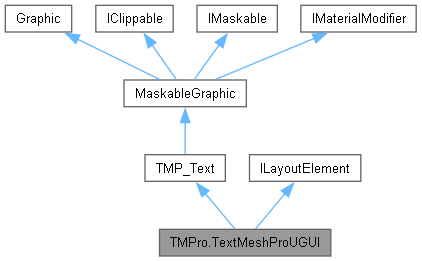 Graphic
IClippable
IMaskable
IMaterialModifier
MaskableGraphic
TMP_Text
ILayoutElement
TMPro.TextMeshProUGUI